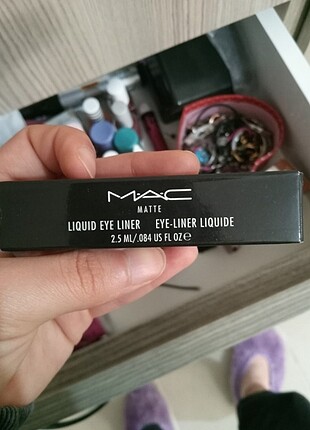 M·A·C
MATTE
LIQUID EYE LINER EYE-LINER LIQUIDE
2.5 ML/.084 US FL OZ℮